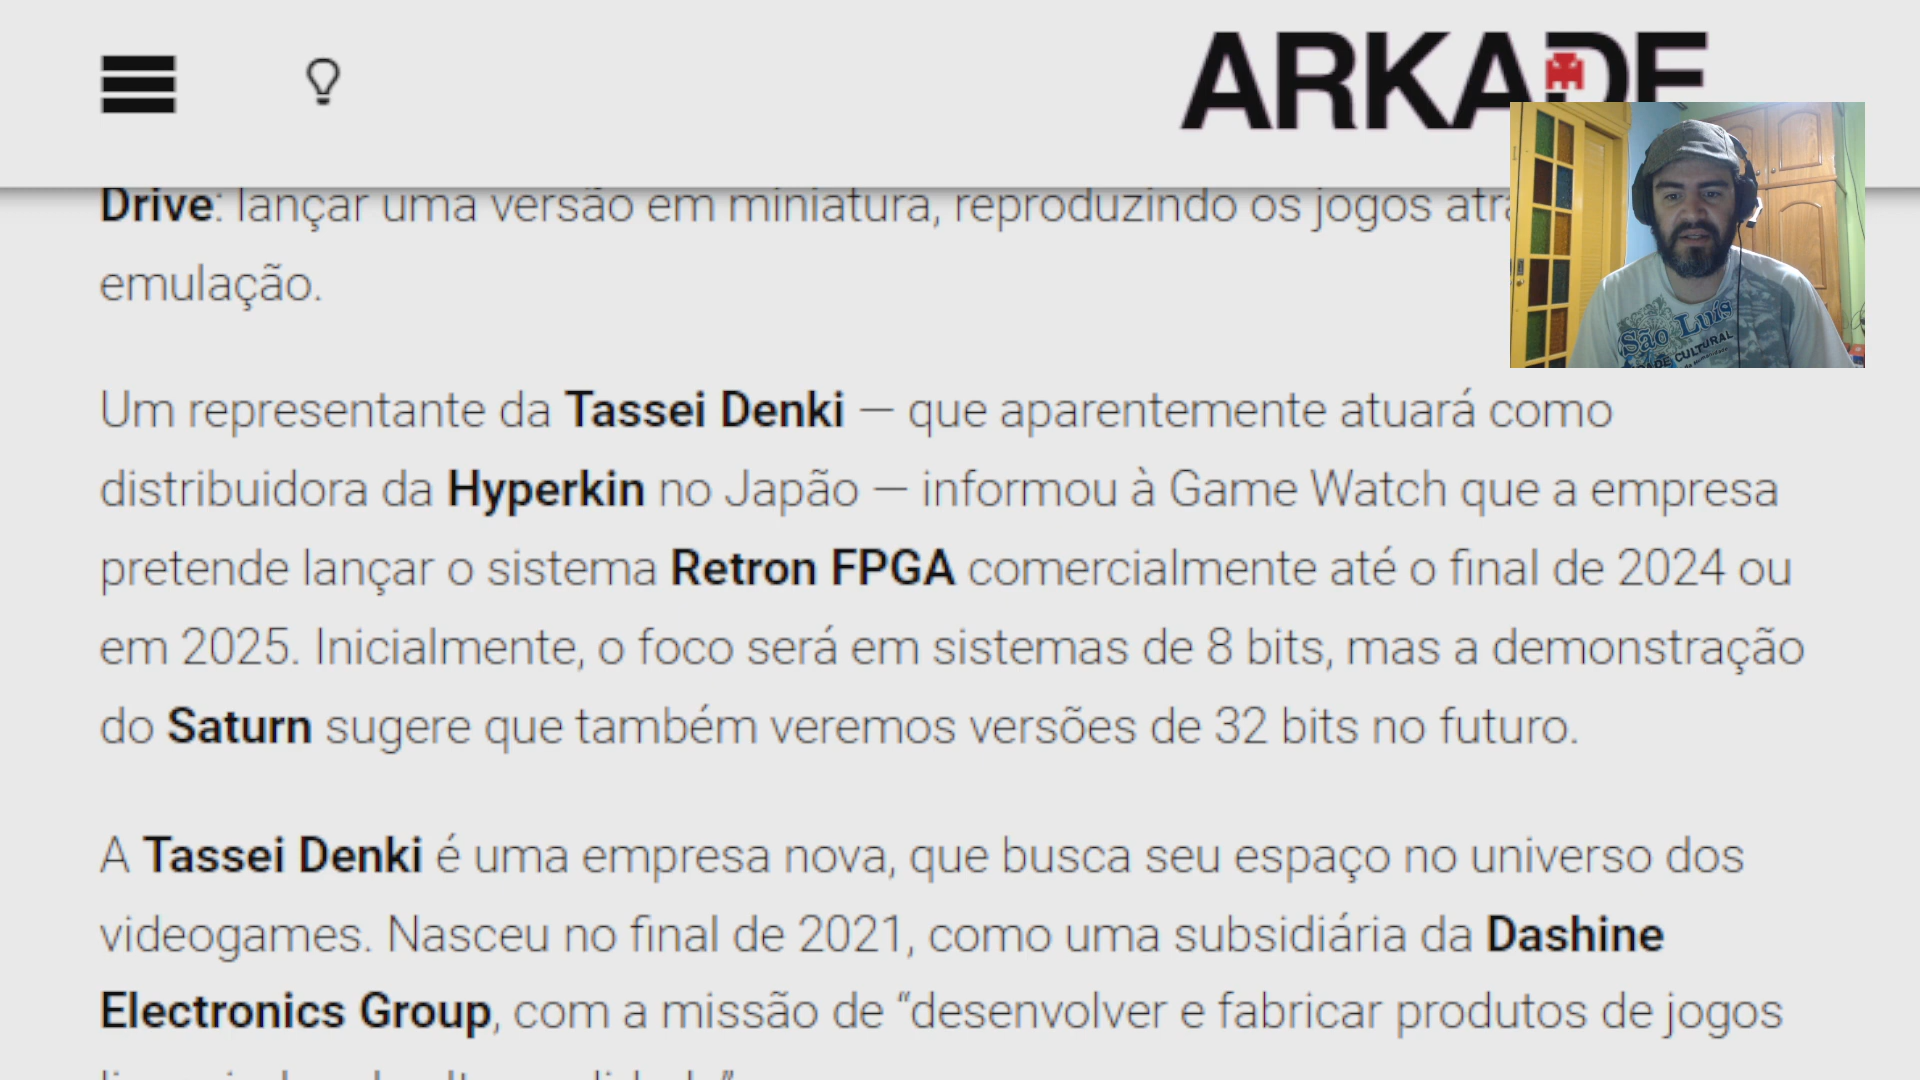 ARKADE
Drive: lançar uma versão em miniatura, reproduzindo os jogos
emulação.
Um representante da Tassei Denki — que aparentemente atuará como
distribuidora da Hyperkin no Japão — informou à Game Watch que a empresa
pretende lançar o sistema Retron FPGA comercialmente até o final de 2024 ou
em 2025. Inicialmente, o foco será em sistemas de 8 bits, mas a demonstração
do Saturn sugere que também veremos versões de 32 bits no futuro.
A Tassei Denki é uma empresa nova, que busca seu espaço no universo dos
videogames. Nasceu no final de 2021, como uma subsidiária da Dashine
Electronics Group, com a missão de “desenvolver e fabricar produtos de jogos
São Luís
CULTURAL